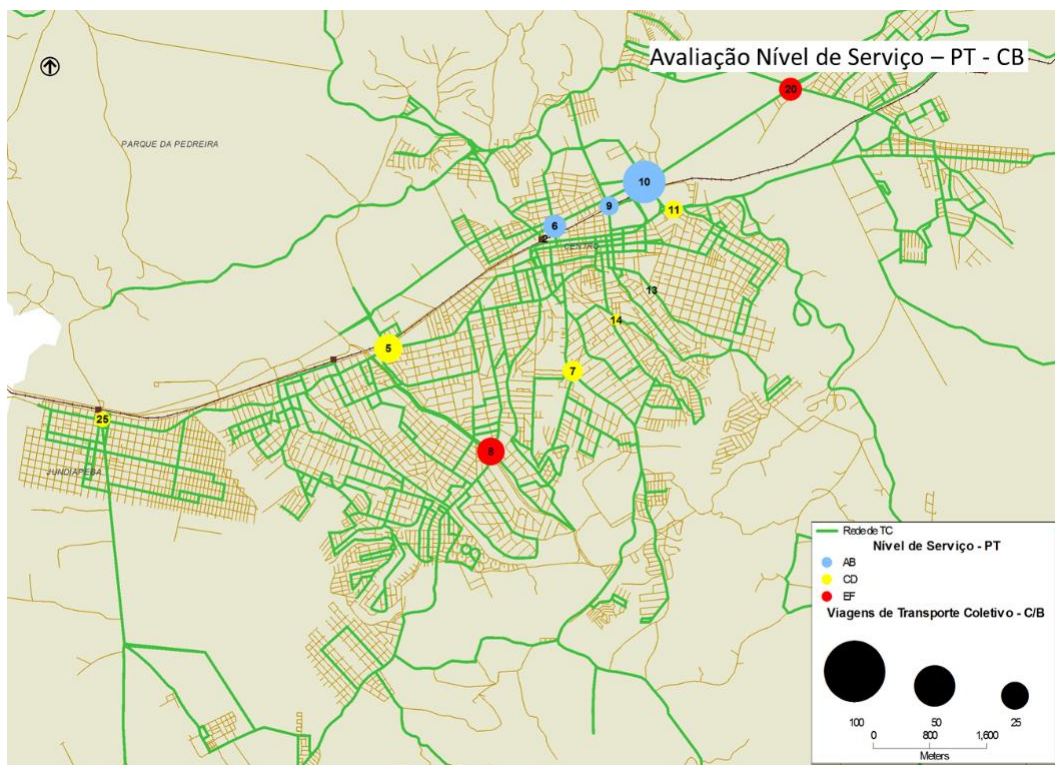 Avaliação Nível de Serviço – PT - CB
20
PARQUE DA PEDREIRA
10
9
11
6
2
CENTRO
13
14
5
7
25
8
JUNDIAPEBA
Rede de TC
Nível de Serviço - PT
AB
CD
EF
Viagens de Transporte Coletivo - C/B
100 50 25
0 800 1,600
Meters